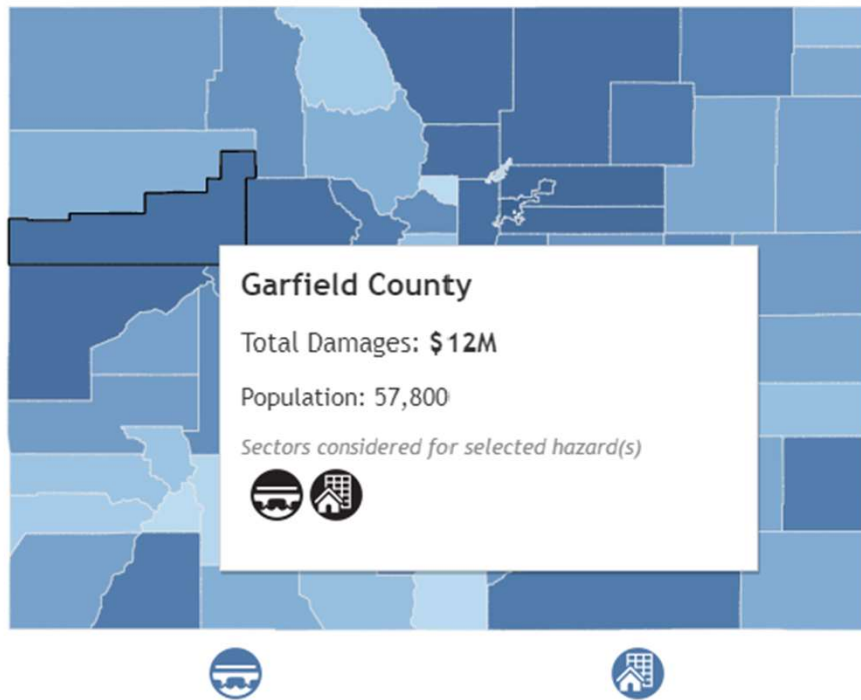 Garfield County
Total Damages: $12M
Population: 57,800
Sectors considered for selected hazard(s)